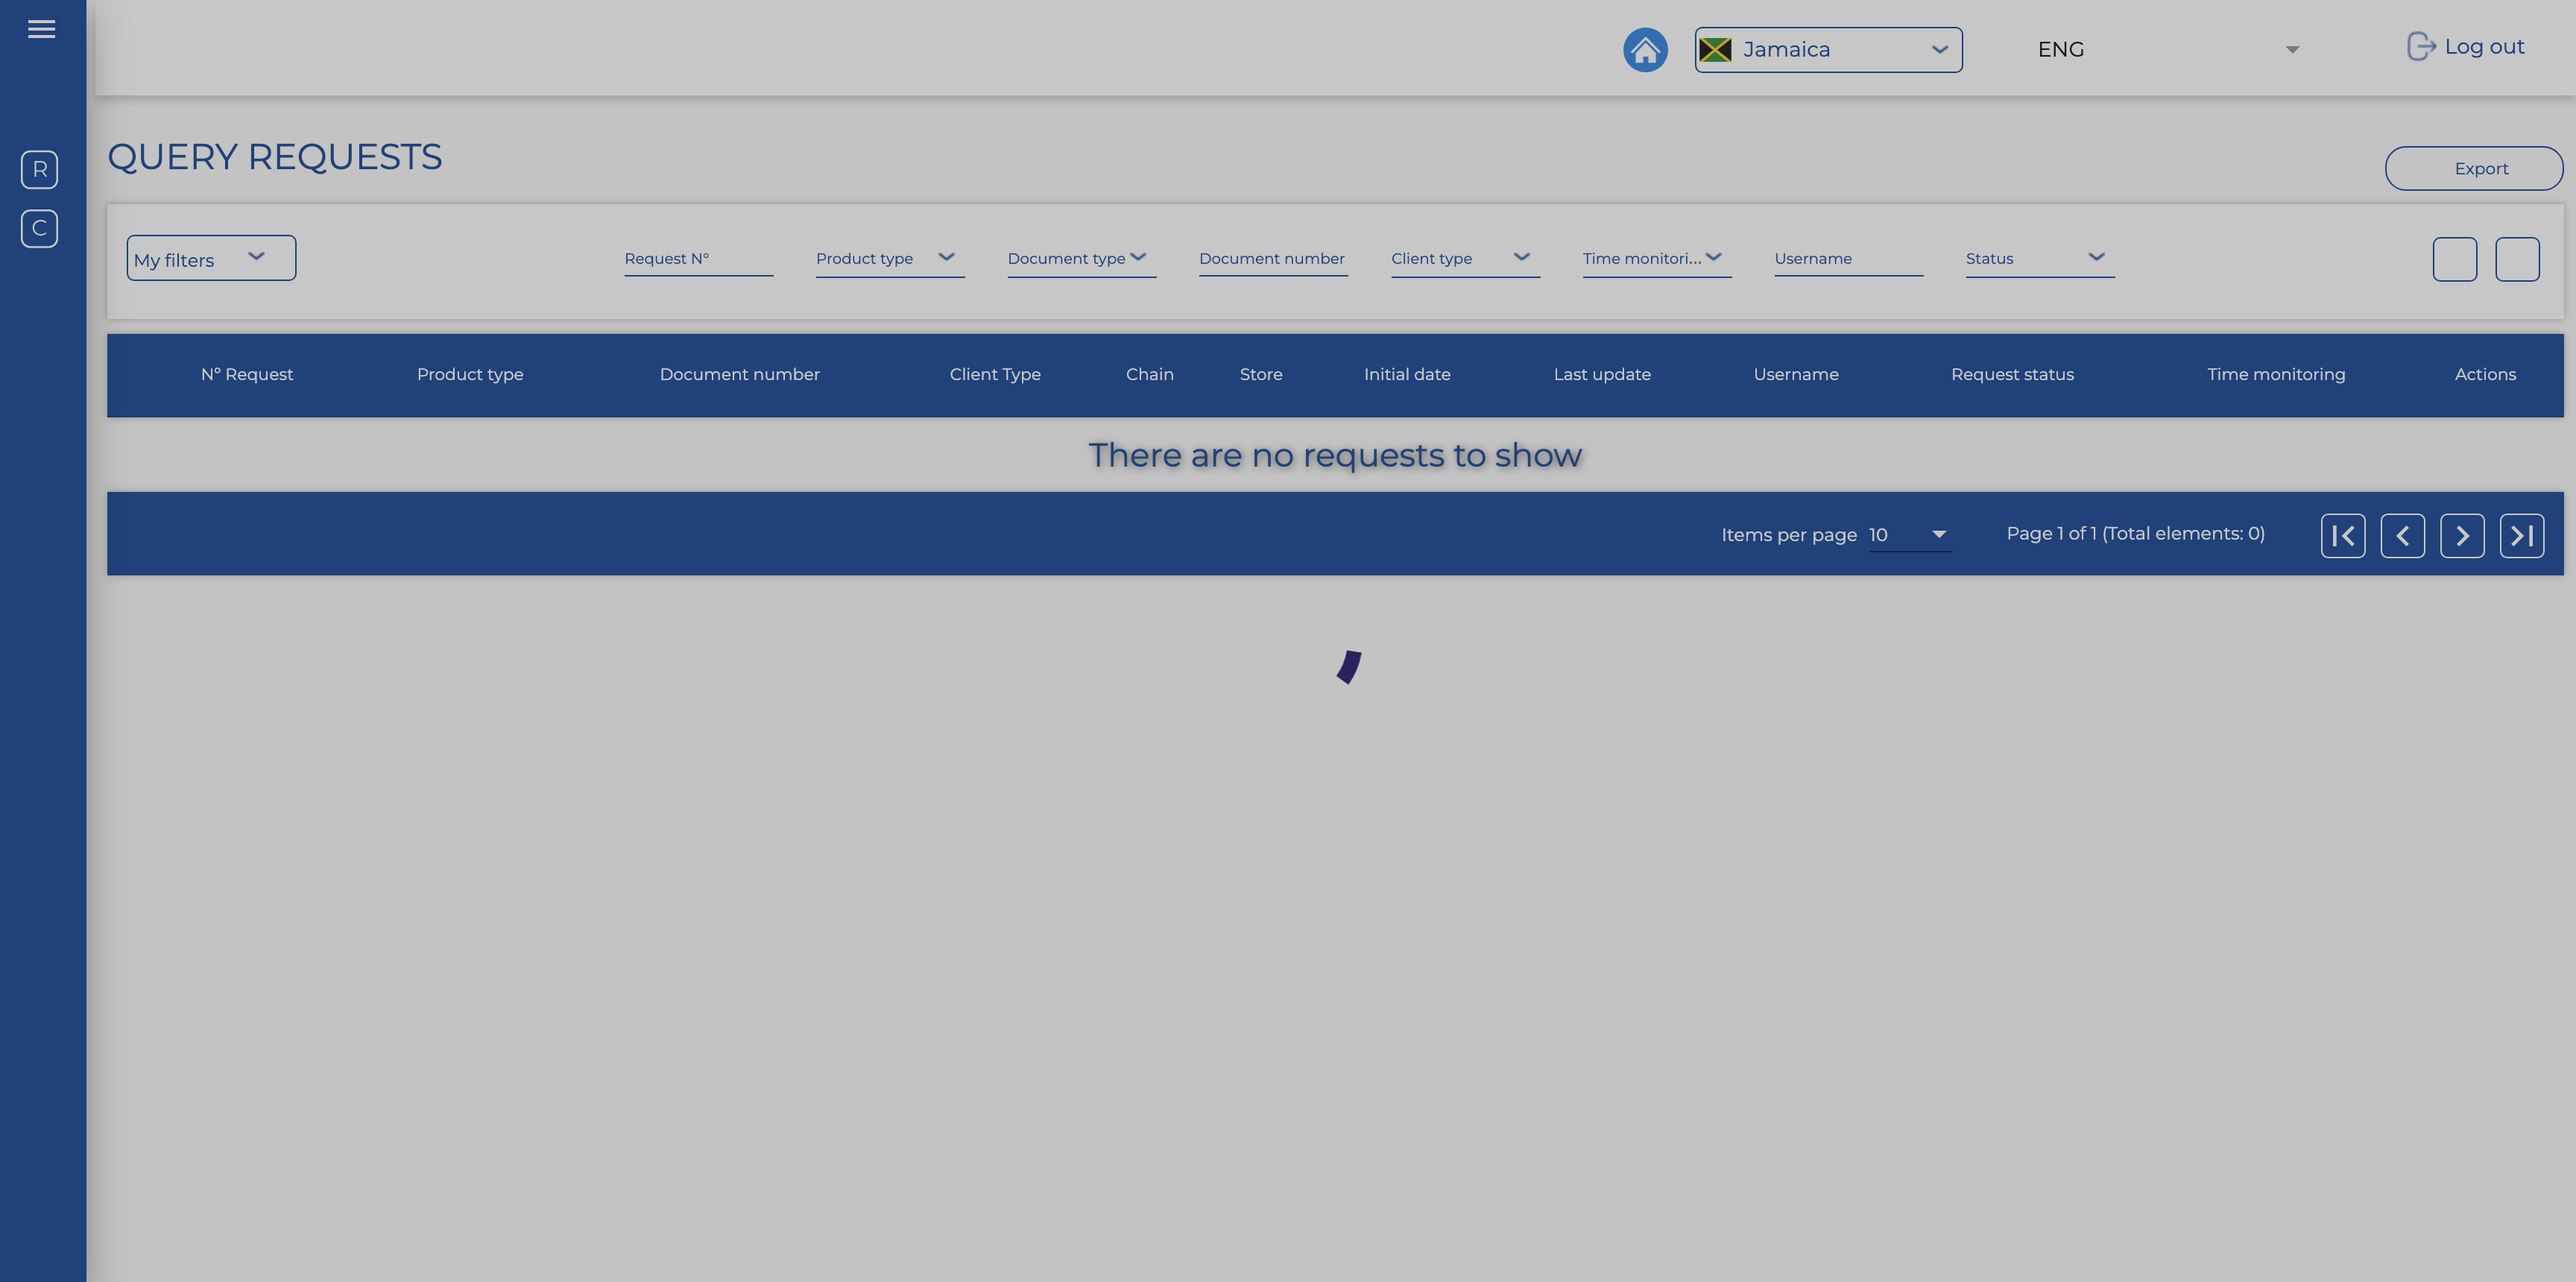 Jamaica
ENG
Log out
R
C
QUERY REQUESTS
Export
My filters
Request N°
Product type
Document type
Document number
Client type
Time monitori...
Username
Status
Nº Request
Product type
Document number
Client Type
Chain
Store
Initial date
Last update
Username
Request status
Time monitoring
Actions
There are no requests to show
Items per page 10
Page 1 of 1 (Total elements: 0)